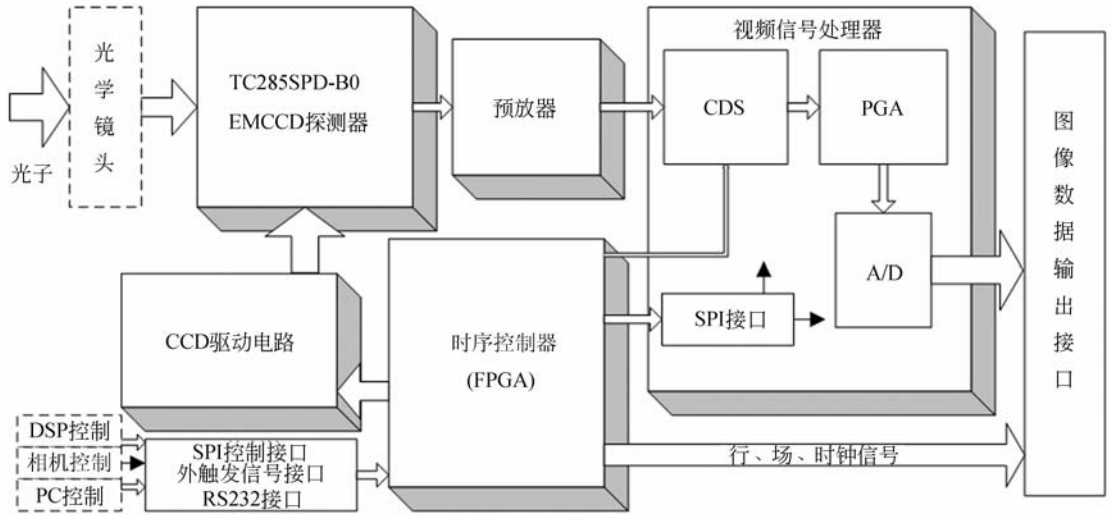 光子
光学镜头
TC285SPD-B0
EMCCD探测器
预放器
视频信号处理器
CDS
PGA
A/D
SPI接口
图像数据输出接口
CCD驱动电路
时序控制器
(FPGA)
DSP控制
相机控制
PC控制
SPI控制接口
外触发信号接口
RS232接口
行、场、时钟信号